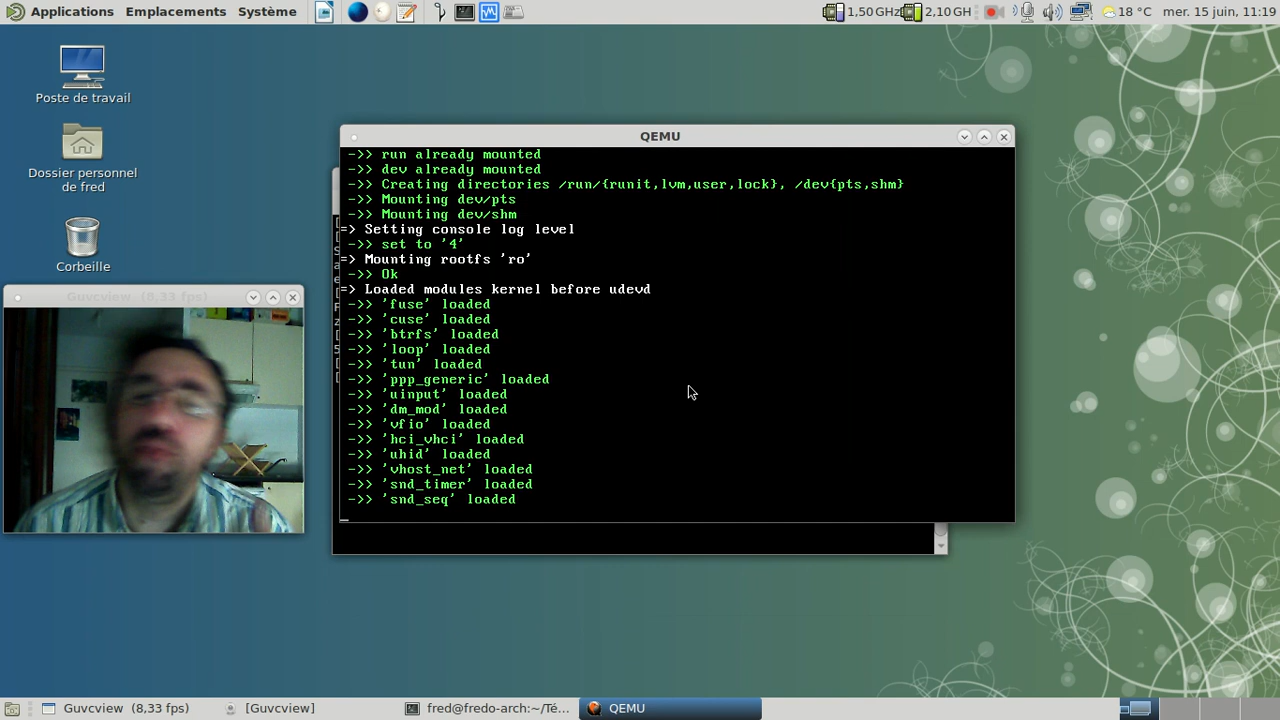 Applications Emplacements Système 1,50 GHz 2,10 GH 18 °C mer. 15 juin, 11:19
Poste de travail
Dossier personnel
de fred
Corbeille
Guvcview (8,33 fps)
QEMU
->> run already mounted
->> dev already mounted
->> Creating directories /run/{runit,lvm,user,lock}, /dev{pts,shm}
->> Mounting dev/pts
->> Mounting dev/shm
=> Setting console log level
->> set to '4'
=> Mounting rootfs 'ro'
->> Ok
=> Loaded modules kernel before udevd
->> 'fuse' loaded
->> 'cuse' loaded
->> 'btrfs' loaded
->> 'loop' loaded
->> 'tun' loaded
->> 'ppp_generic' loaded
->> 'uinput' loaded
->> 'dm_mod' loaded
->> 'vfio' loaded
->> 'hci_vhci' loaded
->> 'uhid' loaded
->> 'vhost_net' loaded
->> 'snd_timer' loaded
->> 'snd_seq' loaded
Guvcview (8,33 fps) [Guvcview] fred@fredo-arch:~/Té... QEMU